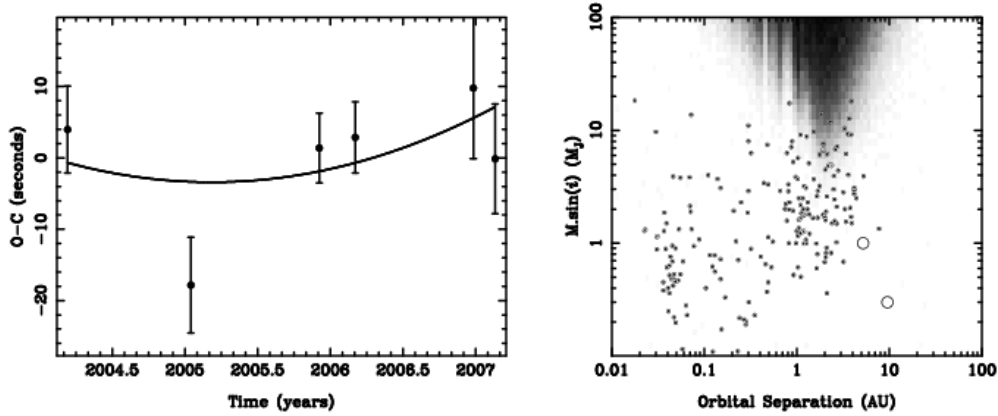 O-C (seconds)
10
0
−10
−20
2004.5 2005 2005.5 2006 2006.5 2007
Time (years)
M.sin(i) (MJ)
100
10
1
0.01 0.1 1 10 100
Orbital Separation (AU)